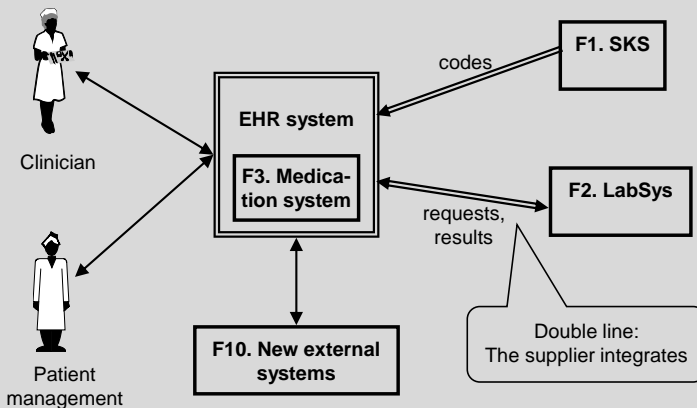 F1. SKS
codes
EHR system
Clinician
F3. Medica-
tion system
F2. LabSys
requests,
results
Double line:
The supplier integrates
F10. New external
systems
Patient
management